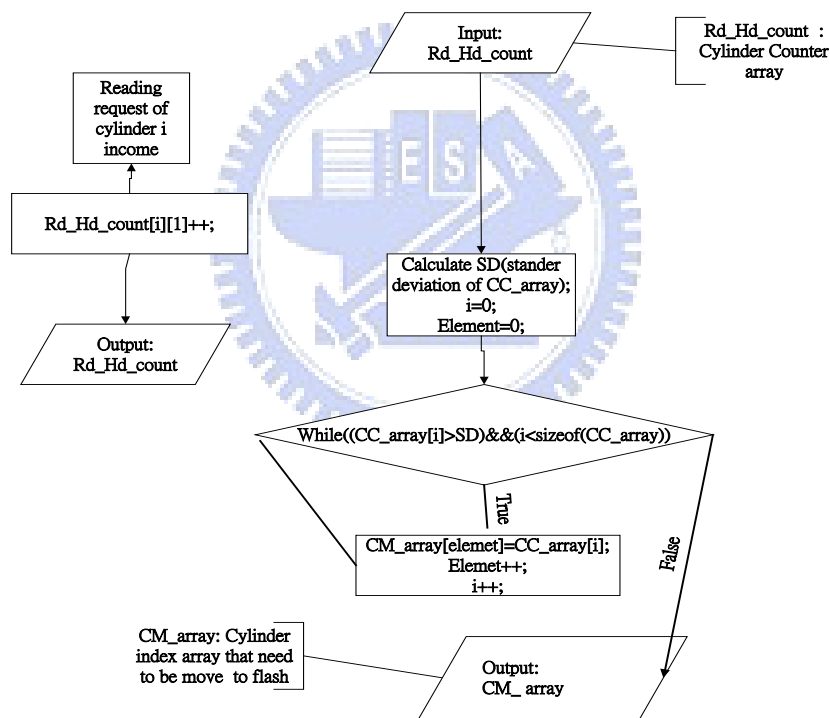 Input:
Rd_Hd_count
Rd_Hd_count :
Cylinder Counter
array
Reading
request of
cylinder i
income
Rd_Hd_count[i][1]++;
Output:
Rd_Hd_count
ESA
Calculate SD(stander
deviation of CC_array);
i=0;
Element=0;
While((CC_array[i]>SD)&&(i<sizeof(CC_array))
True
CM_array[elemet]=CC_array[i];
Elemet++;
i++;
False
CM_array: Cylinder
index array that need
to be move to flash
Output:
CM_ array